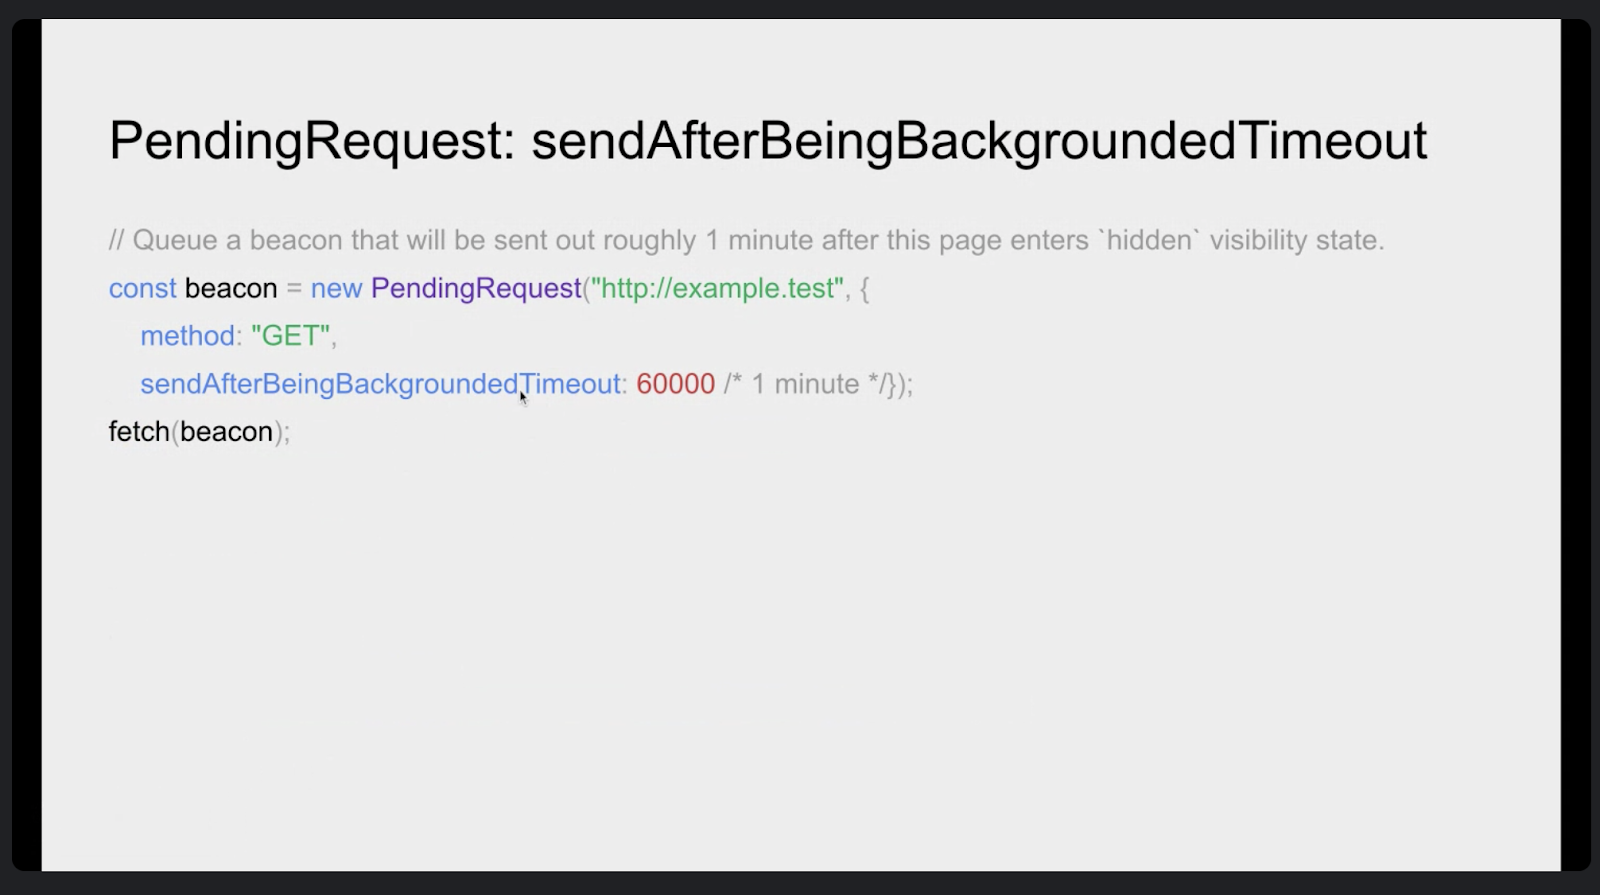 PendingRequest: sendAfterBeingBackgroundedTimeout
// Queue a beacon that will be sent out roughly 1 minute after this page enters `hidden` visibility state.
const beacon = new PendingRequest("http://example.test", {
method: "GET",
sendAfterBeingBackgroundedTimeout: 60000 /* 1 minute */});
fetch(beacon);